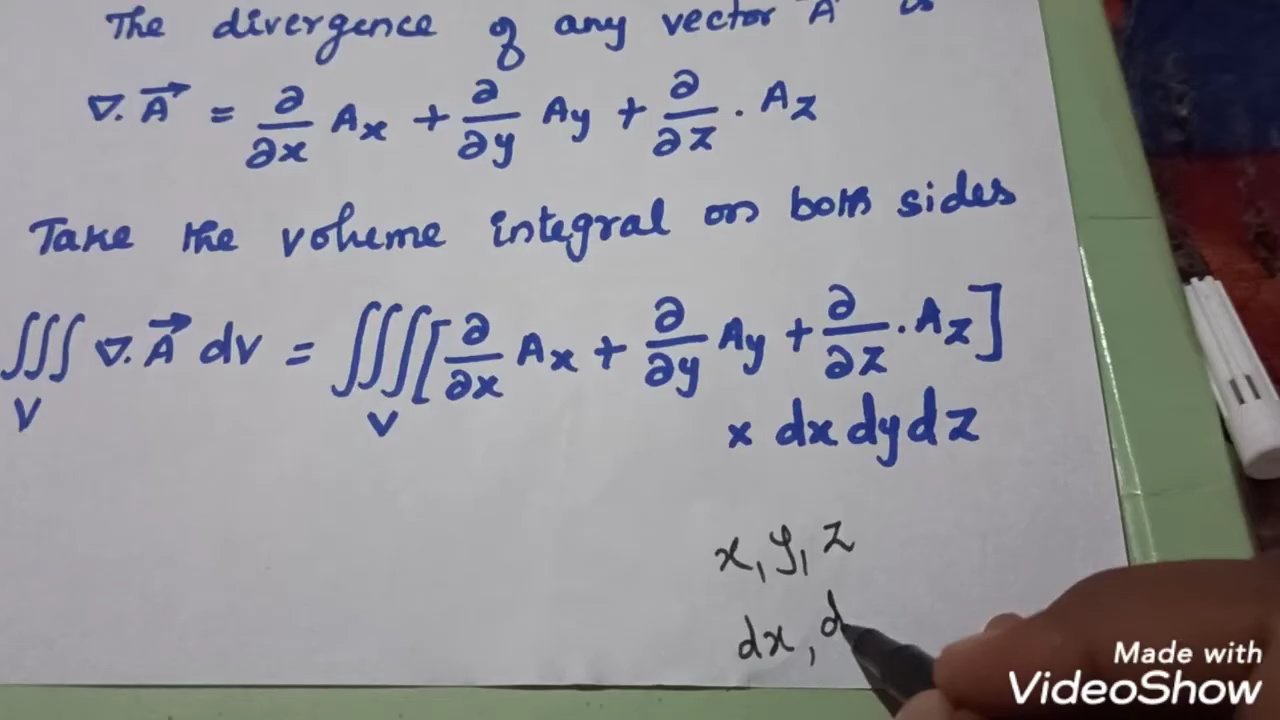 The divergence of any vector A is
∇. A⃗ = ∂/∂x Ax + ∂/∂y Ay + ∂/∂z . Az
Take the volume integral on both sides
∭V ∇. A⃗ dv = ∭V [∂/∂x Ax + ∂/∂y Ay + ∂/∂z . Az]
x dx dy dz
x, y, z
dx, d
Made with
VideoShow